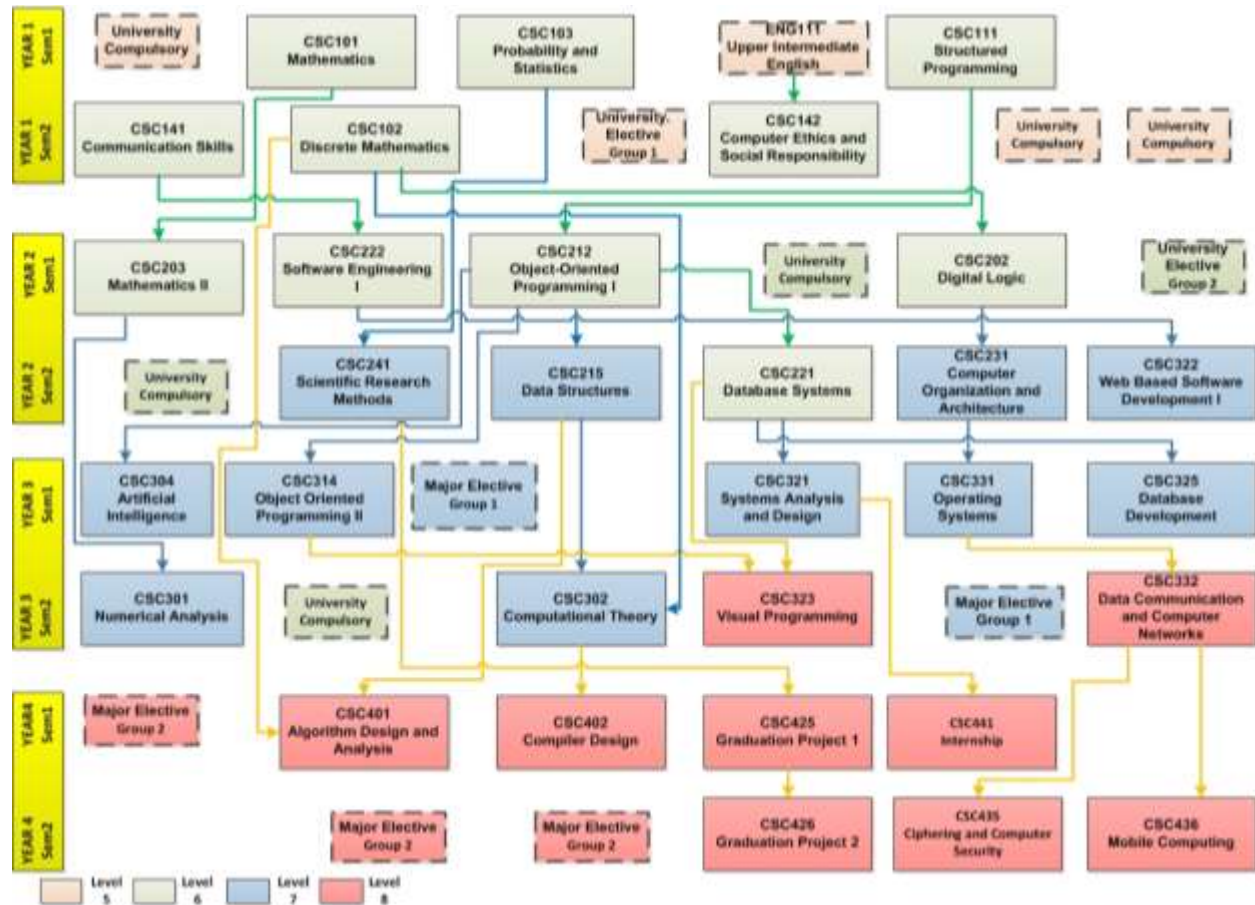 YEAR 1
Sem1
University
Compulsory
CSC101
Mathematics
CSC103
Probability and
Statistics
ENG111
Upper Intermediate
English
CSC111
Structured
Programming
YEAR 1
Sem2
CSC141
Communication Skills
CSC102
Discrete Mathematics
University
Elective
Group 1
CSC142
Computer Ethics and
Social Responsibility
University
Compulsory
University
Compulsory
YEAR 2
Sem1
CSC203
Mathematics II
CSC222
Software Engineering
I
CSC212
Object-Oriented
Programming I
University
Compulsory
CSC202
Digital Logic
University
Elective
Group 2
YEAR 2
Sem2
University
Compulsory
CSC241
Scientific Research
Methods
CSC215
Data Structures
CSC221
Database Systems
CSC231
Computer
Organization and
Architecture
CSC322
Web Based Software
Development I
YEAR 3
Sem1
CSC304
Artificial
Intelligence
CSC314
Object Oriented
Programming II
Major Elective
Group 1
CSC321
Systems Analysis
and Design
CSC331
Operating
Systems
CSC325
Database
Development
YEAR 3
Sem2
CSC301
Numerical Analysis
University
Compulsory
CSC302
Computational Theory
CSC323
Visual Programming
Major Elective
Group 1
CSC332
Data Communication
and Computer
Networks
YEAR4
Sem1
Major Elective
Group 2
CSC401
Algorithm Design and
Analysis
CSC402
Compiler Design
CSC425
Graduation Project 1
CSC441
Internship
YEAR 4
Sem2
Major Elective
Group 2
Major Elective
Group 2
CSC426
Graduation Project 2
CSC435
Ciphering and Computer
Security
CSC436
Mobile Computing
Level
5
Level
6
Level
7
Level
8